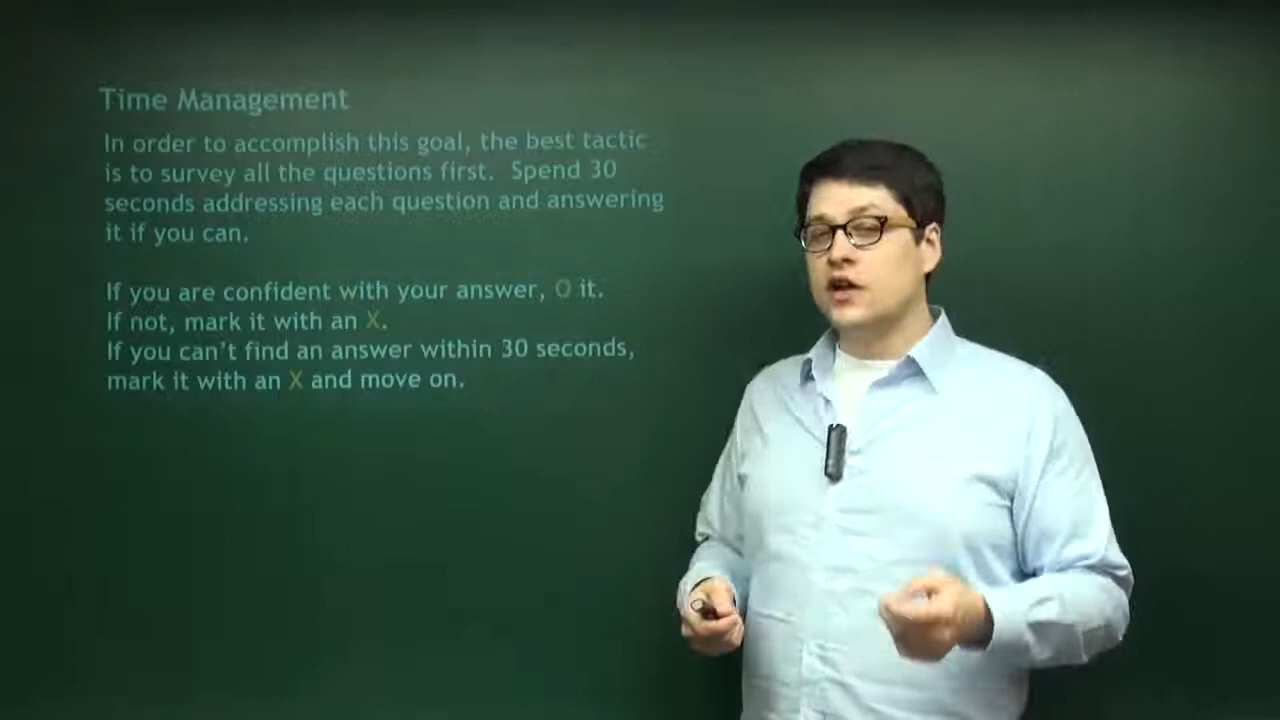 Time Management
In order to accomplish this goal, the best tactic
is to survey all the questions first. Spend 30
seconds addressing each question and answering
it if you can.
If you are confident with your answer, O it.
If not, mark it with an X.
If you can't find an answer within 30 seconds,
mark it with an X and move on.